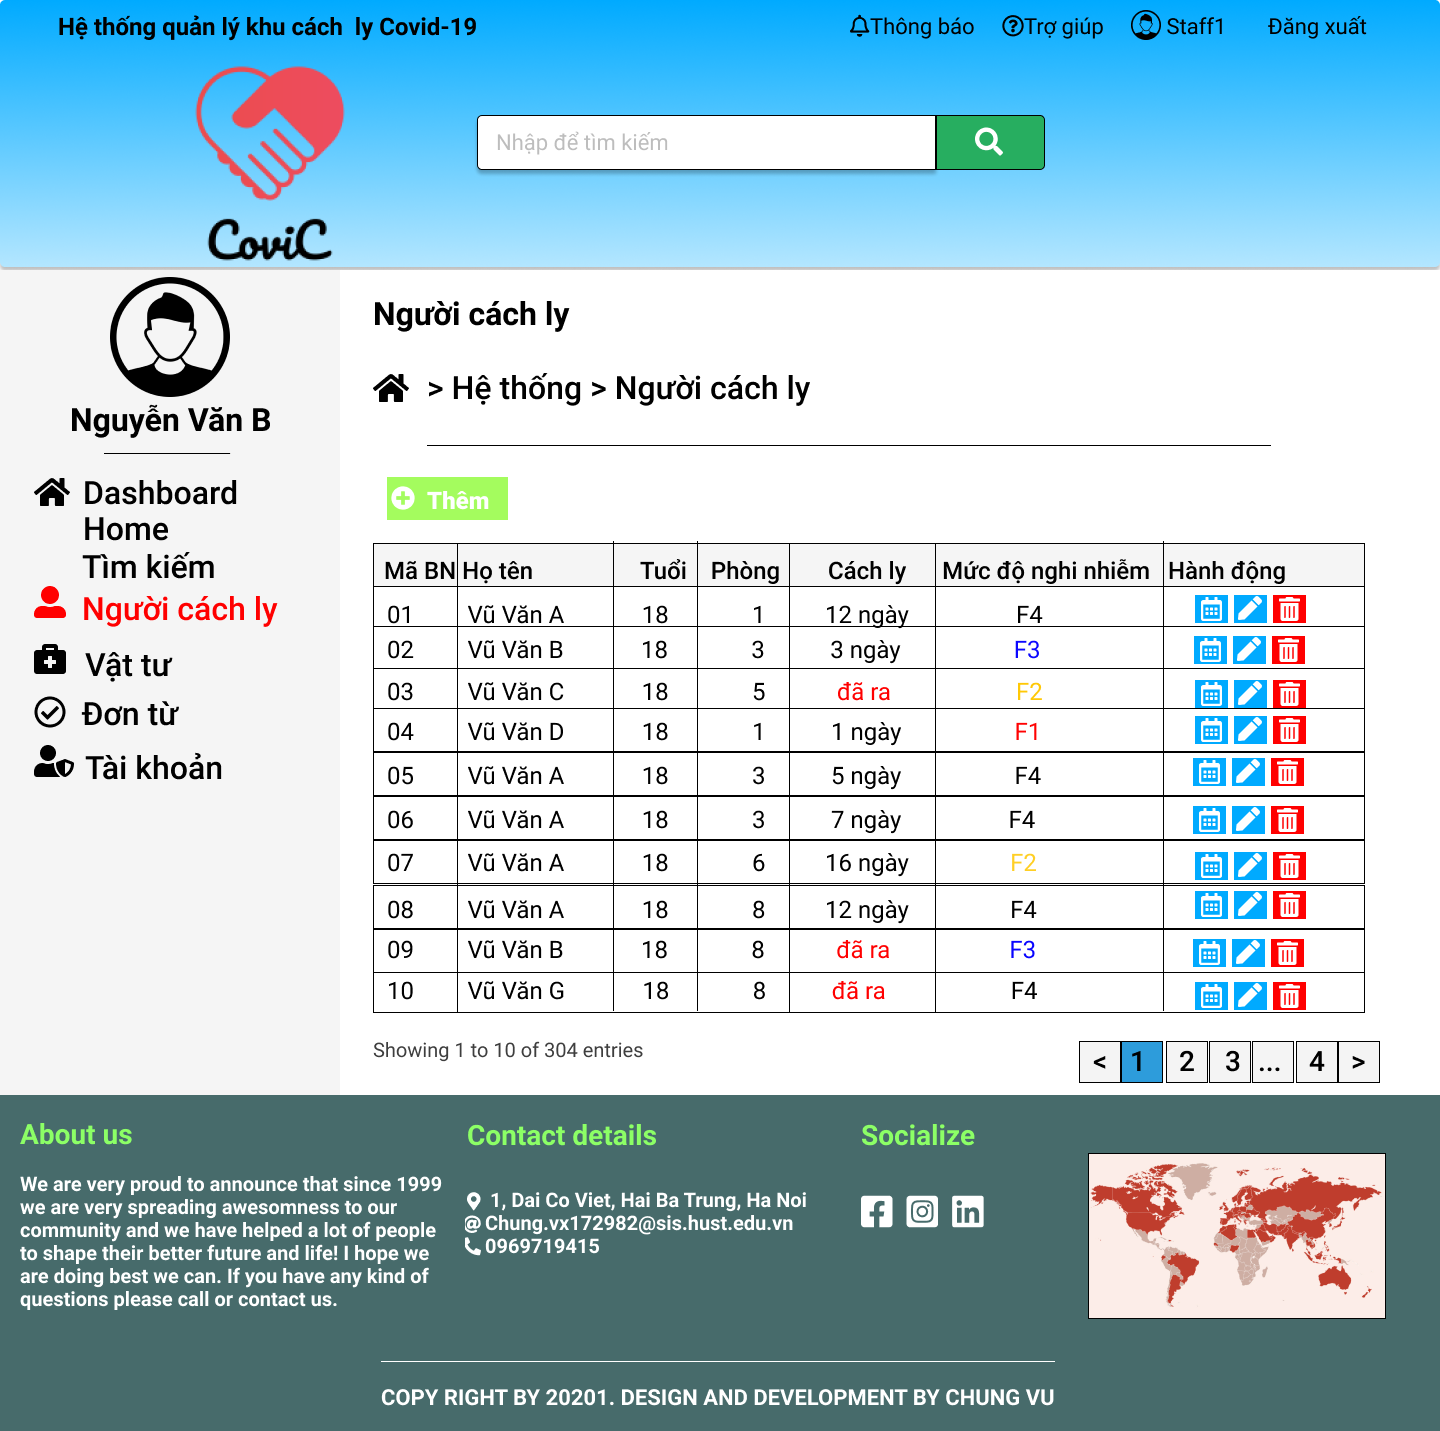 Hệ thống quản lý khu cách  ly Covid-19
Thông báo Trợ giúp Staff1 Đăng xuất
Nhập để tìm kiếm
CoviC
Nguyễn Văn B
Dashboard
Home
Tìm kiếm
Người cách ly
Vật tư
Đơn từ
Tài khoản
Người cách ly
> Hệ thống > Người cách ly
Thêm
Mã BN Họ tên Tuổi Phòng Cách ly Mức độ nghi nhiễm Hành động
01 Vũ Văn A 18 1 12 ngày F4
02 Vũ Văn B 18 3 3 ngày F3
03 Vũ Văn C 18 5 đã ra F2
04 Vũ Văn D 18 1 1 ngày F1
05 Vũ Văn A 18 3 5 ngày F4
06 Vũ Văn A 18 3 7 ngày F4
07 Vũ Văn A 18 6 16 ngày F2
08 Vũ Văn A 18 8 12 ngày F4
09 Vũ Văn B 18 8 đã ra F3
10 Vũ Văn G 18 8 đã ra F4
Showing 1 to 10 of 304 entries
< 1 2 3 ... 4 >
About us
We are very proud to announce that since 1999
we are very spreading awesomness to our
community and we have helped a lot of people
to shape their better future and life! I hope we
are doing best we can. If you have any kind of
questions please call or contact us.
Contact details
1, Dai Co Viet, Hai Ba Trung, Ha Noi
@ Chung.vx172982@sis.hust.edu.vn
0969719415
Socialize
COPY RIGHT BY 20201. DESIGN AND DEVELOPMENT BY CHUNG VU